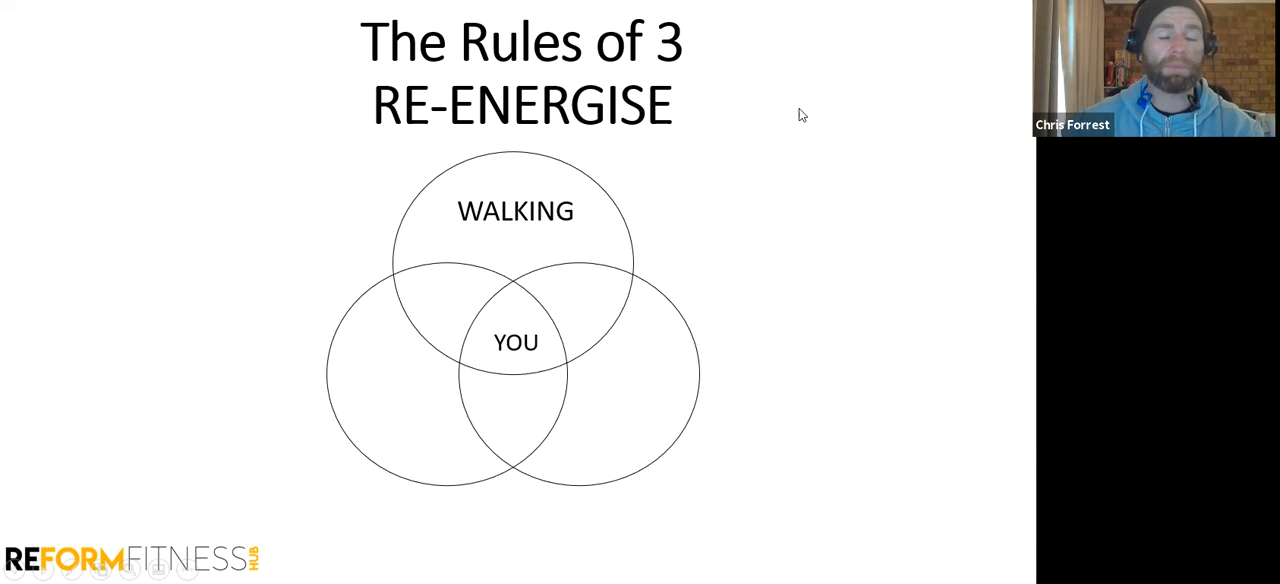 The Rules of 3
RE-ENERGISE
WALKING
YOU
Chris Forrest
REFORMFITNESS HUB